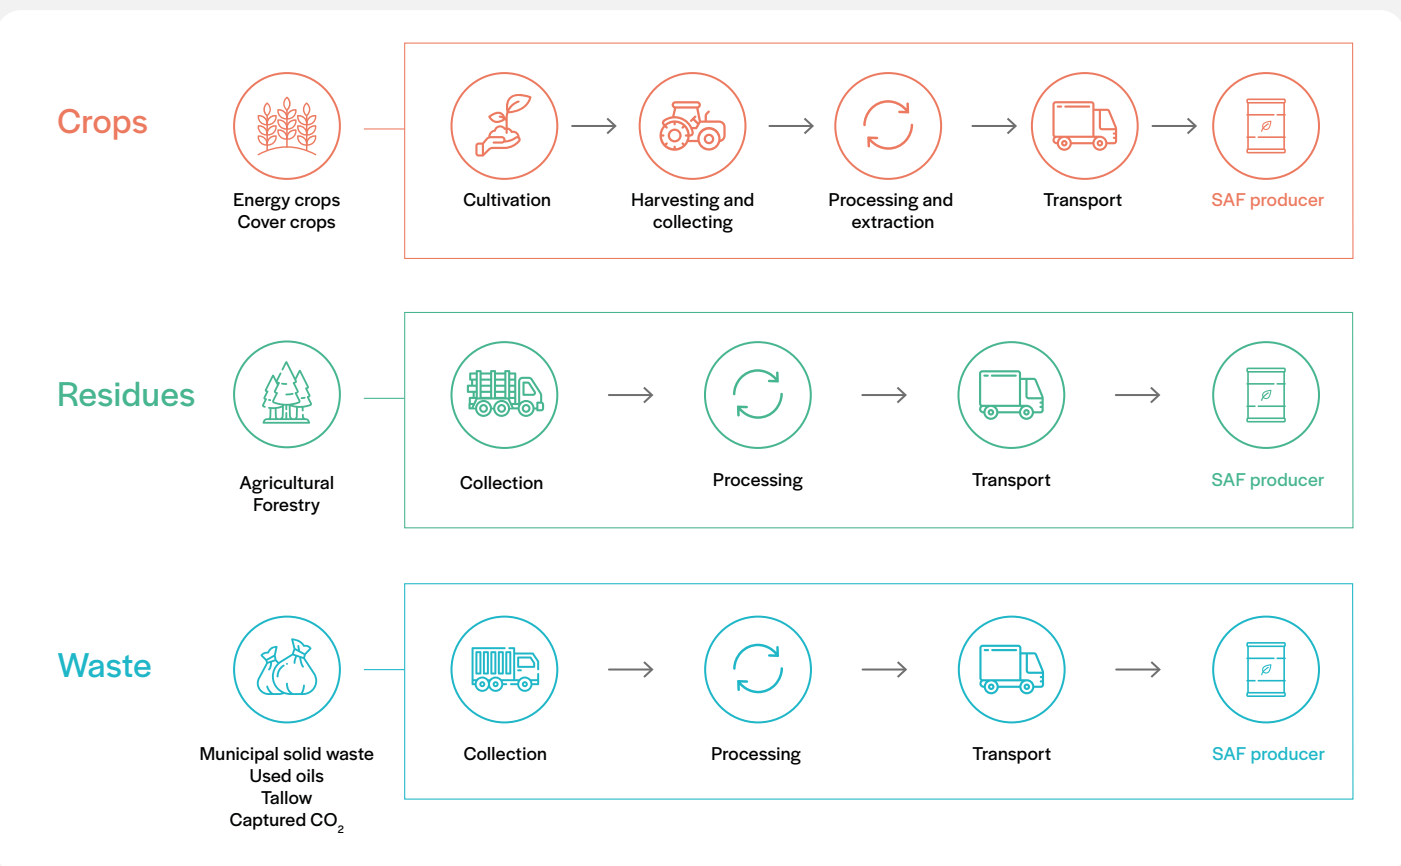 Crops
Energy crops
Cover crops
Cultivation
Harvesting and
collecting
Processing and
extraction
Transport
SAF producer
Residues
Agricultural
Forestry
Collection
Processing
Transport
SAF producer
Waste
Municipal solid waste
Used oils
Tallow
Captured CO₂
Collection
Processing
Transport
SAF producer